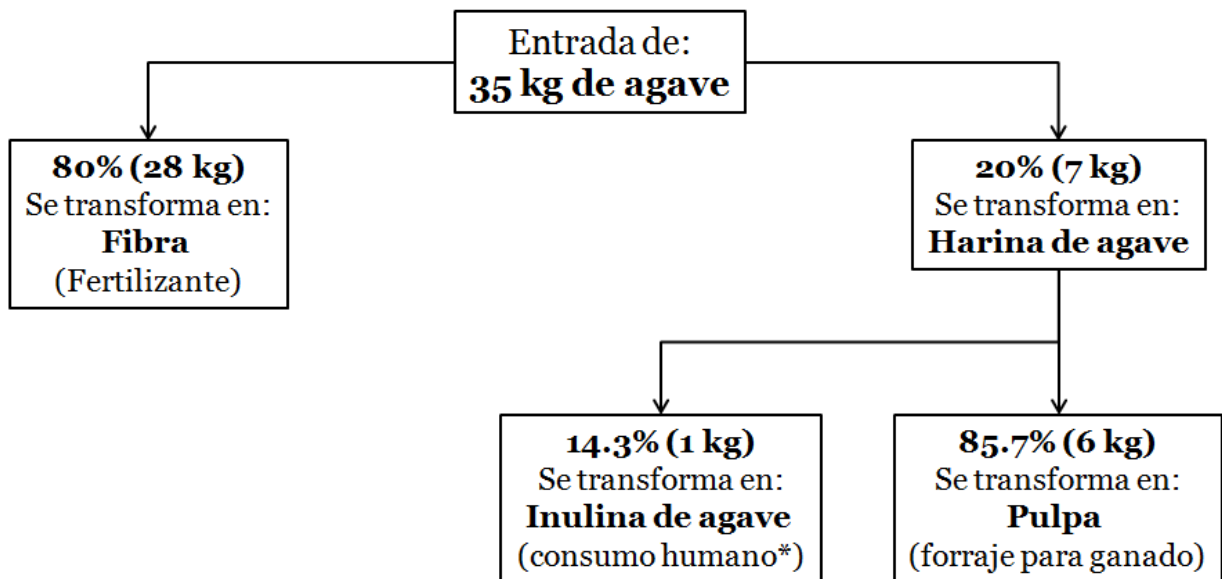 Entrada de:
35 kg de agave
80% (28 kg)
Se transforma en:
Fibra
(Fertilizante)
20% (7 kg)
Se transforma en:
Harina de agave
14.3% (1 kg)
Se transforma en:
Inulina de agave
(consumo humano*)
85.7% (6 kg)
Se transforma en:
Pulpa
(forraje para ganado)